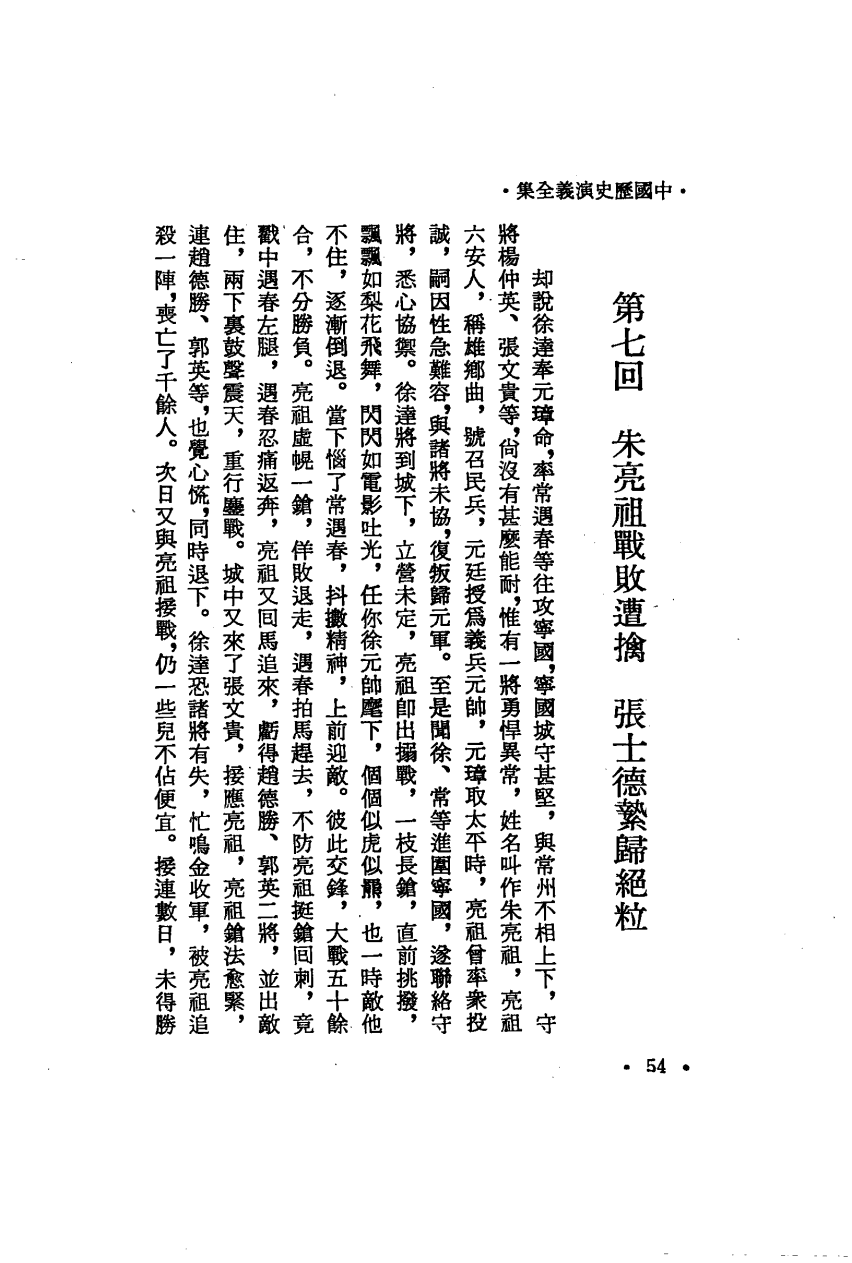 ·中國歷史演義全集·
第七回　朱亮祖戰敗遭擒　張士德縶歸絕粒
却說徐達奉元璋命，率常遇春等往攻寧國，寧國城守甚堅，與常州不相上下，守
將楊仲英、張文貴等，尙沒有甚麼能耐，惟有一將勇悍異常，姓名叫作朱亮祖，亮祖
六安人，稱雄鄉曲，號召民兵，元廷授爲義兵元帥，元璋取太平時，亮祖曾率衆投
誠，嗣因性急難容，與諸將未協，復叛歸元軍。至是聞徐、常等進圍寧國，遂聯絡守
將，悉心協禦。徐達將到城下，立營未定，亮祖卽出搦戰，一枝長鎗，直前挑撥，
飄飄如梨花飛舞，閃閃如電影吐光，任你徐元帥麾下，個個似虎似羆，也一時敵他
不住，逐漸倒退。當下惱了常遇春，抖擻精神，上前迎敵。彼此交鋒，大戰五十餘
合，不分勝負。亮祖虛幌一鎗，佯敗退走，遇春拍馬趕去，不防亮祖挺鎗回刺，竟
戳中遇春左腿，遇春忍痛返奔，亮祖又回馬追來，虧得趙德勝、郭英二將，並出敵
住，兩下裏鼓聲震天，重行鏖戰。城中又來了張文貴，接應亮祖，亮祖鎗法愈緊，
連趙德勝、郭英等，也覺心慌，同時退下。徐達恐諸將有失，忙鳴金收軍，被亮祖追
殺一陣，喪亡了千餘人。次日又與亮祖接戰，仍一些兒不佔便宜。接連數日，未得勝
· 54 ·